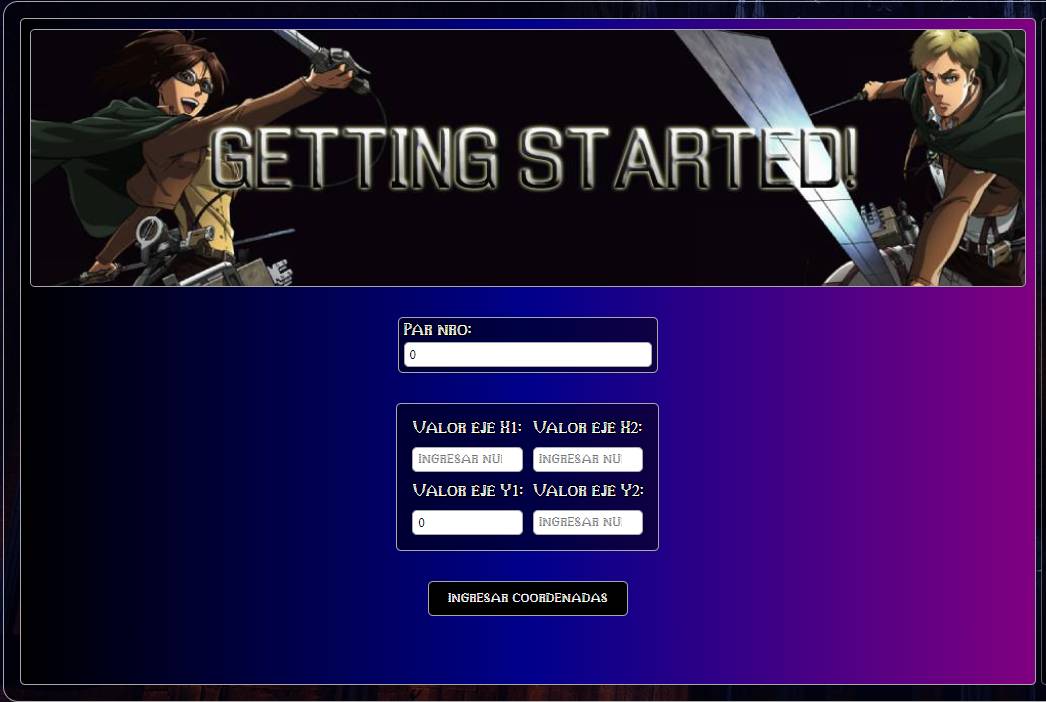 GETTING STARTED!
Par nro:
0
Valor eje X1: Valor eje X2:
Ingresar nu Ingresar nu
Valor eje Y1: Valor eje Y2:
0 Ingresar nu
Ingresar coordenadas